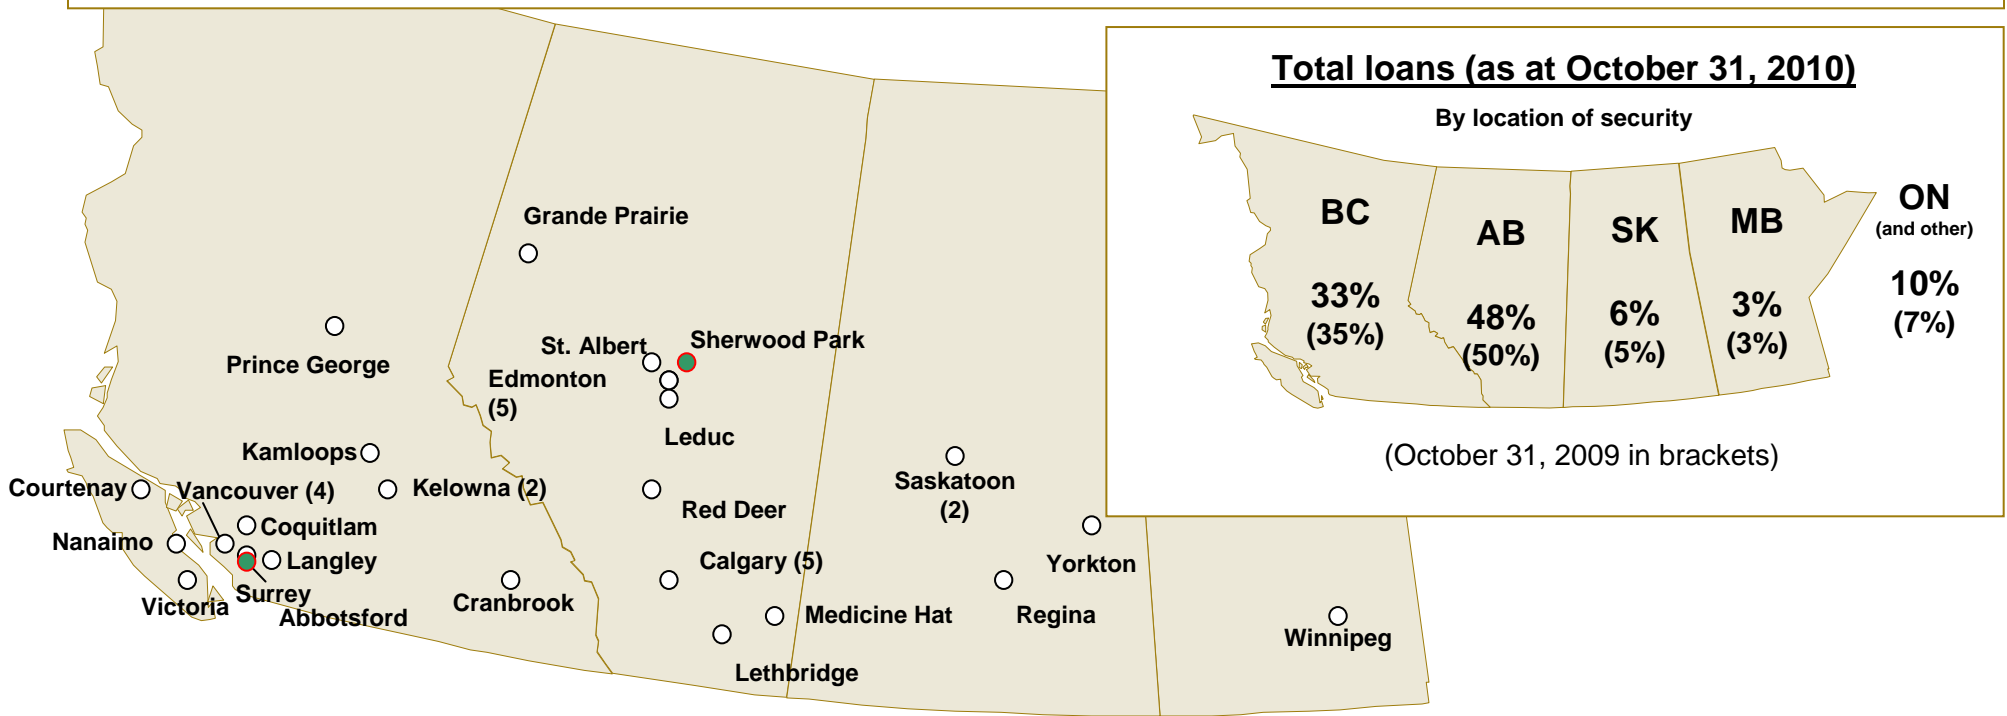 Total loans (as at October 31, 2010)
By location of security
BC
33%
(35%)
AB
48%
(50%)
SK
6%
(5%)
MB
3%
(3%)
ON
(and other)
10%
(7%)
(October 31, 2009 in brackets)
Grande Prairie
Prince George
St. Albert
Sherwood Park
Edmonton
(5)
Leduc
Kamloops
Courtenay
Vancouver (4)
Kelowna (2)
Saskatoon
(2)
Red Deer
Coquitlam
Nanaimo
Langley
Calgary (5)
Yorkton
Surrey
Victoria
Abbotsford
Cranbrook
Medicine Hat
Regina
Winnipeg
Lethbridge